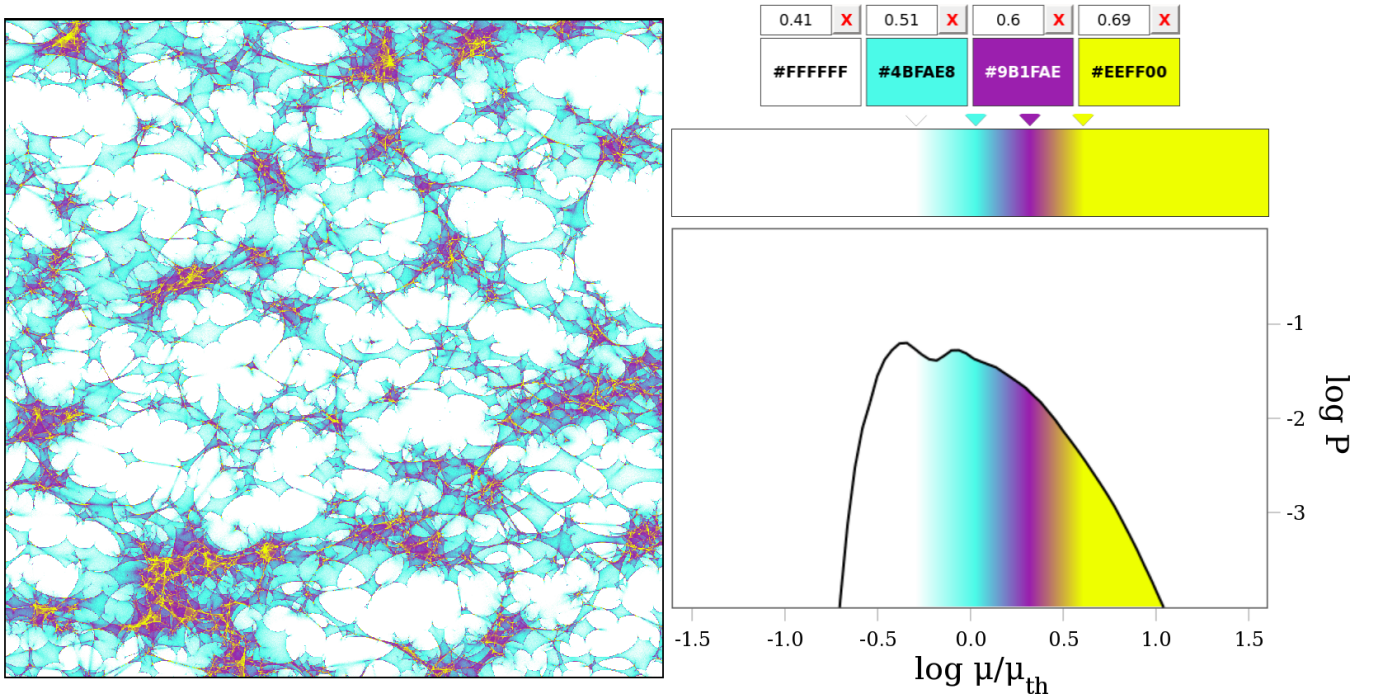 0.41 X 0.51 X 0.6 X 0.69 X
#FFFFFF #4BFAE8 #9B1FAE #EEFF00
-1
-2
-3
log P
-1.5 -1.0 -0.5 0.0 0.5 1.0 1.5
log μ/μth